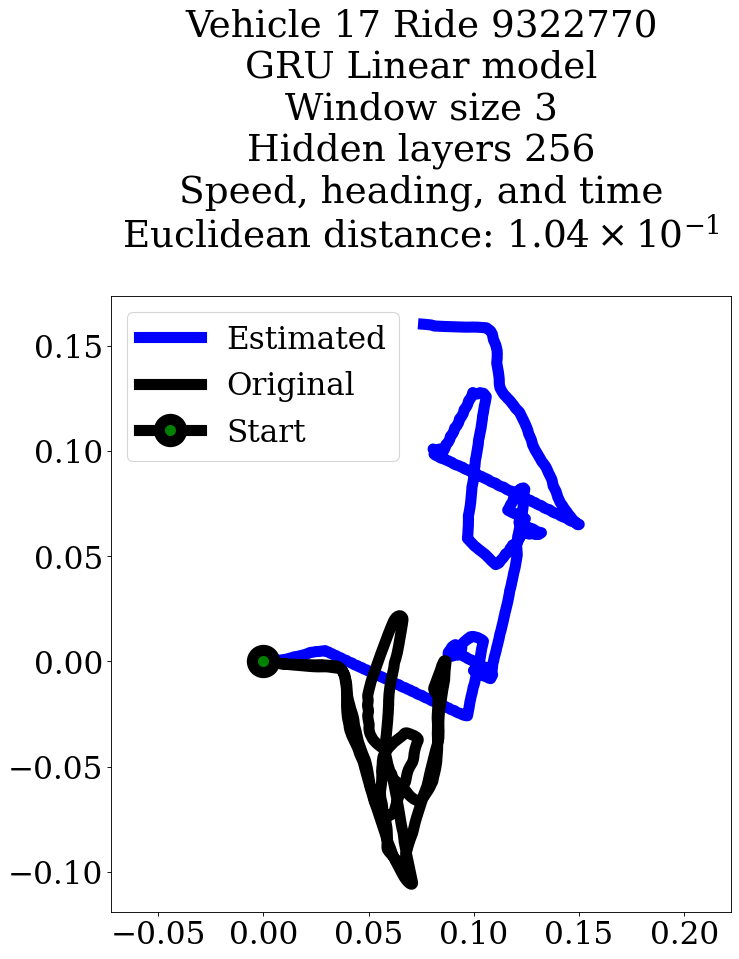 Vehicle 17 Ride 9322770
GRU Linear model
Window size 3
Hidden layers 256
Speed, heading, and time
Euclidean distance: 1.04 × 10⁻¹
Estimated
Original
Start
0.15
0.10
0.05
0.00
−0.05
−0.10
−0.05 0.00 0.05 0.10 0.15 0.20